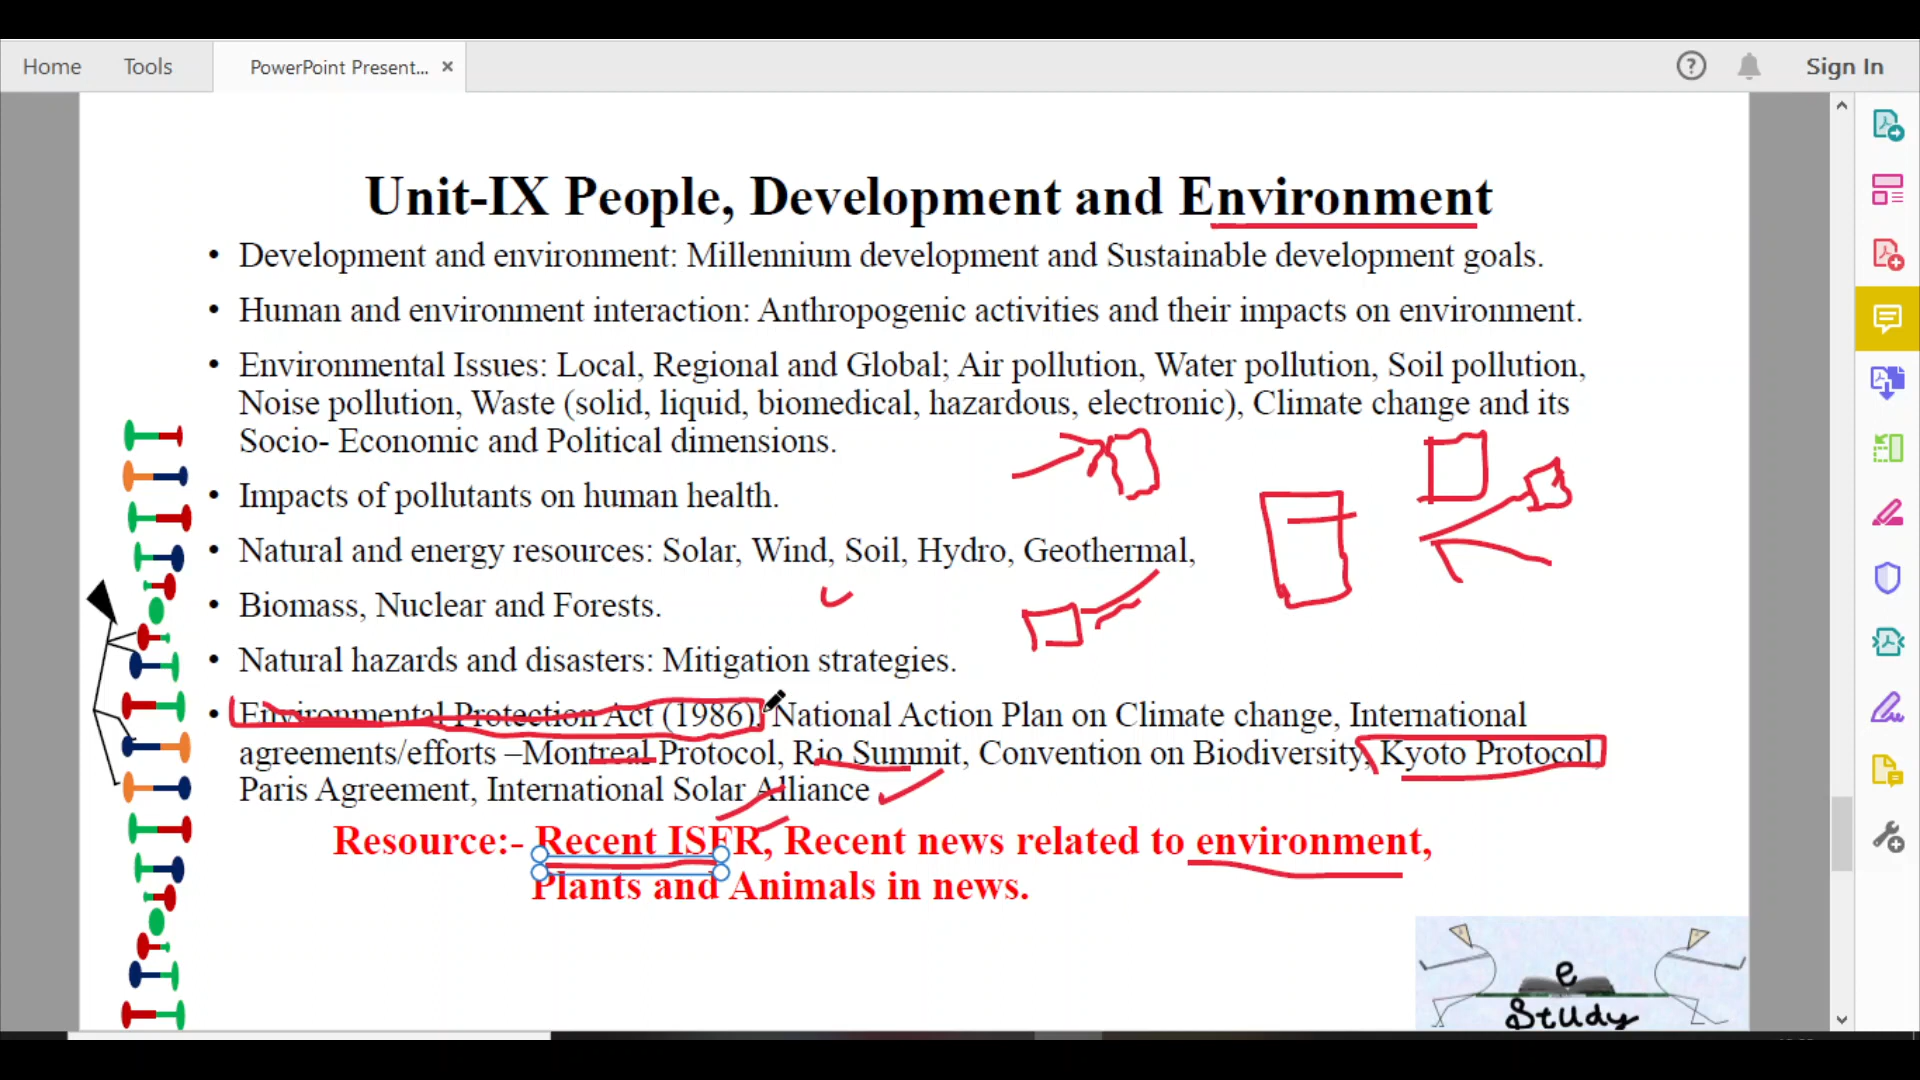 Home Tools PowerPoint Present... × ? Sign In
Unit-IX People, Development and Environment
• Development and environment: Millennium development and Sustainable development goals.
• Human and environment interaction: Anthropogenic activities and their impacts on environment.
• Environmental Issues: Local, Regional and Global; Air pollution, Water pollution, Soil pollution,
Noise pollution, Waste (solid, liquid, biomedical, hazardous, electronic), Climate change and its
Socio- Economic and Political dimensions.
• Impacts of pollutants on human health.
• Natural and energy resources: Solar, Wind, Soil, Hydro, Geothermal,
• Biomass, Nuclear and Forests.
• Natural hazards and disasters: Mitigation strategies.
• Environmental Protection Act (1986), National Action Plan on Climate change, International
agreements/efforts –Montreal Protocol, Rio Summit, Convention on Biodiversity, Kyoto Protocol,
Paris Agreement, International Solar Alliance
Resource:- Recent ISFR, Recent news related to environment,
Plants and Animals in news.
e
Study